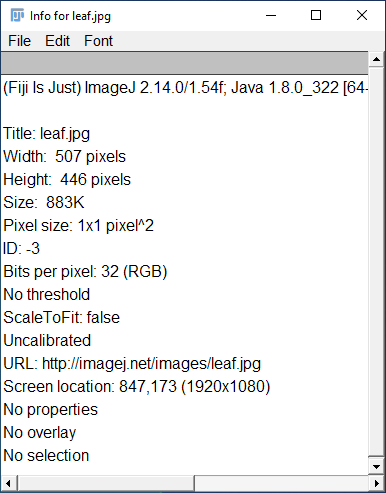 Info for leaf.jpg
File Edit Font
(Fiji Is Just) ImageJ 2.14.0/1.54f; Java 1.8.0_322 [64-
Title: leaf.jpg
Width:  507 pixels
Height:  446 pixels
Size:  883K
Pixel size: 1x1 pixel^2
ID: -3
Bits per pixel: 32 (RGB)
No threshold
ScaleToFit: false
Uncalibrated
URL: http://imagej.net/images/leaf.jpg
Screen location: 847,173 (1920x1080)
No properties
No overlay
No selection